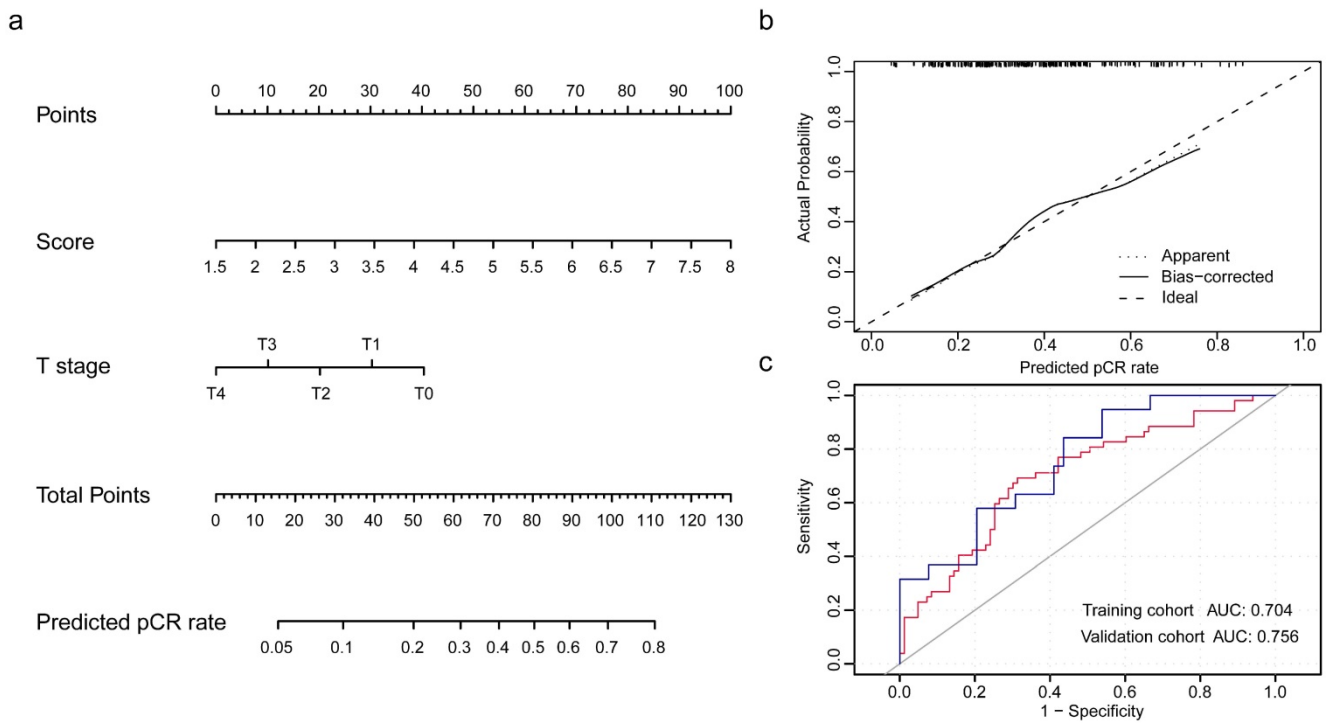 a
0 10 20 30 40 50 60 70 80 90 100
Points
Score
1.5 2 2.5 3 3.5 4 4.5 5 5.5 6 6.5 7 7.5 8
T3 T1
T stage
T4 T2 T0
Total Points
0 10 20 30 40 50 60 70 80 90 100 110 120 130
Predicted pCR rate
0.05 0.1 0.2 0.3 0.4 0.5 0.6 0.7 0.8
b
Actual Probability
1.0
0.8
0.6
0.4
0.2
0.0
Apparent
Bias-corrected
Ideal
0.0 0.2 0.4 0.6 0.8 1.0
Predicted pCR rate
c
Sensitivity
1.0
0.8
0.6
0.4
0.2
0.0
Training cohort AUC: 0.704
Validation cohort AUC: 0.756
0.0 0.2 0.4 0.6 0.8 1.0
1 − Specificity